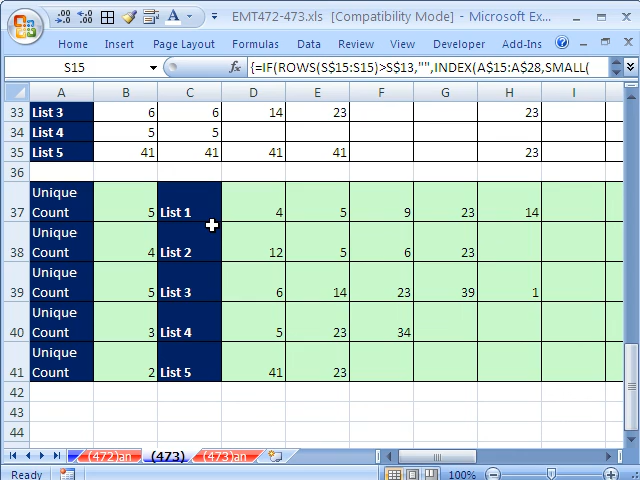 EMT472-473.xls [Compatibility Mode] - Microsoft Ex...
Home Insert Page Layout Formulas Data Review View Developer Add-Ins
S15 fx {=IF(ROWS(S$15:S15)>S$13,"",INDEX(A$15:A$28,SMALL(
A B C D E F G H I
33 List 3 6 6 14 23 23
34 List 4 5 5
35 List 5 41 41 41 41 23
36
Unique
37 Count 5 List 1 4 5 9 23 14
Unique
38 Count 4 List 2 12 5 6 23
Unique
39 Count 5 List 3 6 14 23 39 1
Unique
40 Count 3 List 4 5 23 34
Unique
41 Count 2 List 5 41 23
42
43
44
(472)an (473) (473)an
Ready 100%